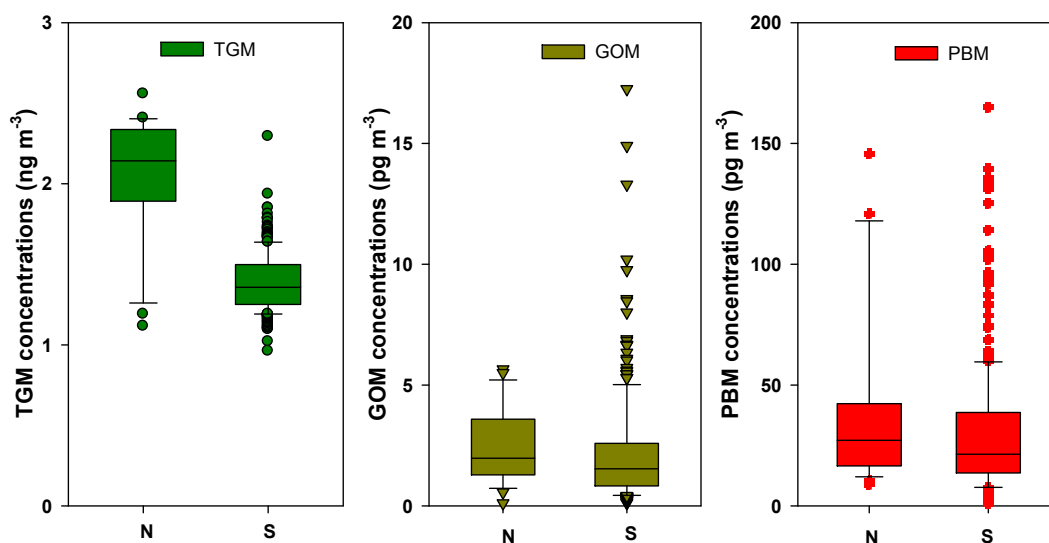 TGM concentrations (ng m-3)
3
2
1
0
TGM
N
S
GOM concentrations (pg m-3)
20
15
10
5
0
GOM
N
S
PBM concentrations (pg m-3)
200
150
100
50
0
PBM
N
S